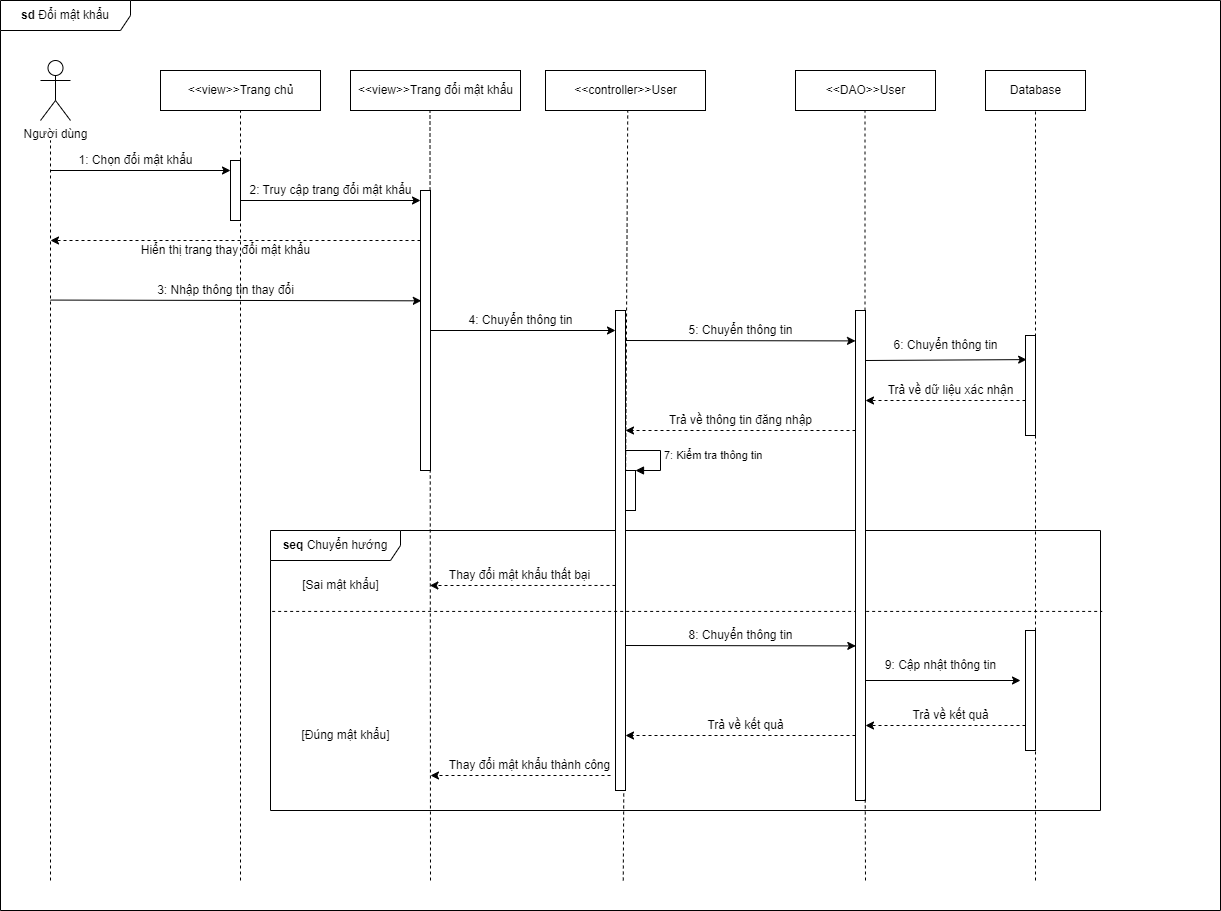 sd Đổi mật khẩu
<<view>>Trang chủ
<<view>>Trang đổi mật khẩu
<<controller>>User
<<DAO>>User
Database
Người dùng
1: Chọn đổi mật khẩu
2: Truy cập trang đổi mật khẩu
Hiển thị trang thay đổi mật khẩu
3: Nhập thông tin thay đổi
4: Chuyển thông tin
5: Chuyển thông tin
6: Chuyển thông tin
Trả về dữ liệu xác nhận
Trả về thông tin đăng nhập
7: Kiểm tra thông tin
seq Chuyển hướng
Thay đổi mật khẩu thất bại
[Sai mật khẩu]
8: Chuyển thông tin
9: Cập nhật thông tin
Trả về kết quả
Trả về kết quả
[Đúng mật khẩu]
Thay đổi mật khẩu thành công